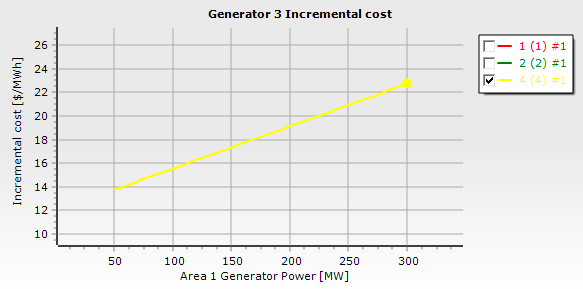 Generator 3 Incremental cost
Incremental cost [$/MWh]
26
24
22
20
18
16
14
12
10
50 100 150 200 250 300
Area 1 Generator Power [MW]
1 (1) #1
2 (2) #1
4 (4) #1